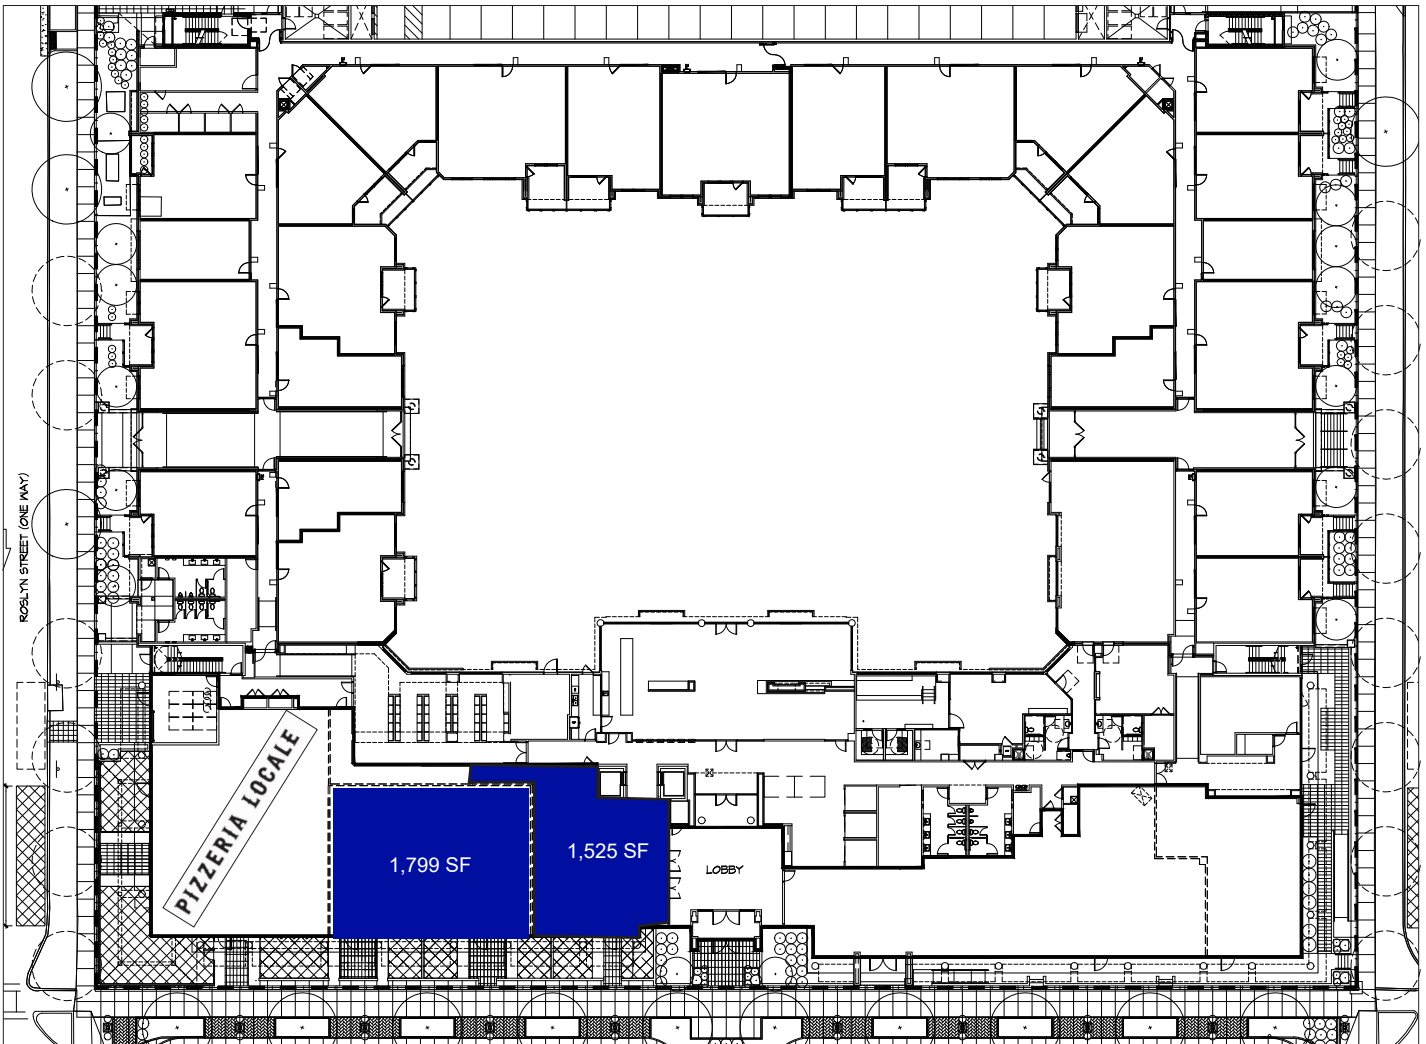 ROSLYN STREET (ONE WAY)
PIZZERIA LOCALE
1,799 SF
1,525 SF
LOBBY